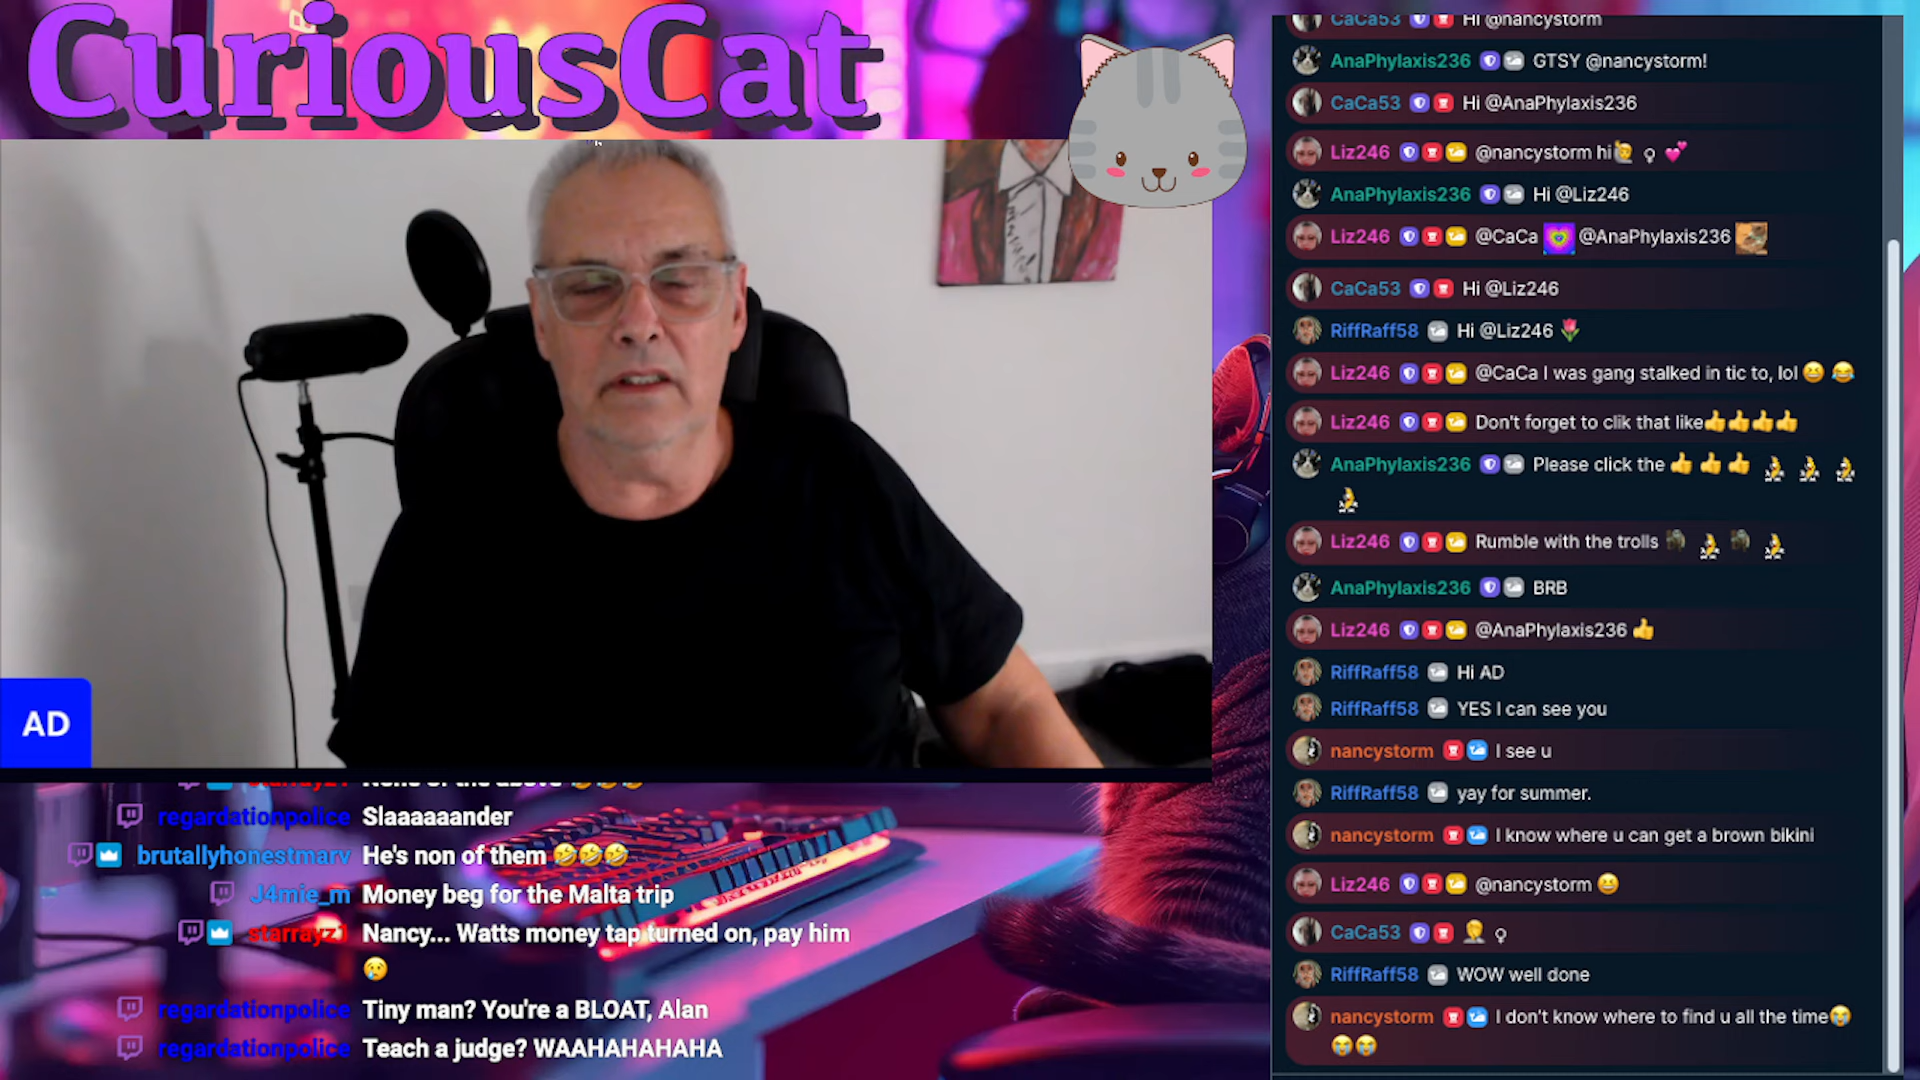 CuriousCat
AD
starrayz1 None of the above 🤣🤣🤣
regardationpolice Slaaaaaander
brutallyhonestmarv He's non of them 🤣🤣🤣
J4mie_m Money beg for the Malta trip
starrayz1 Nancy... Watts money tap turned on, pay him
😢
regardationpolice Tiny man? You're a BLOAT, Alan
regardationpolice Teach a judge? WAAHAHAHAHA
CaCa53 Hi @nancystorm
AnaPhylaxis236 GTSY @nancystorm!
CaCa53 Hi @AnaPhylaxis236
Liz246 @nancystorm hi🙋 ♀ 💕
AnaPhylaxis236 Hi @Liz246
Liz246 @CaCa @AnaPhylaxis236
CaCa53 Hi @Liz246
RiffRaff58 Hi @Liz246 🌷
Liz246 @CaCa I was gang stalked in tic to, lol 😆 😂
Liz246 Don't forget to clik that like👍👍👍👍
AnaPhylaxis236 Please click the 👍 👍 👍
Liz246 Rumble with the trolls
AnaPhylaxis236 BRB
Liz246 @AnaPhylaxis236 👍
RiffRaff58 Hi AD
RiffRaff58 YES I can see you
nancystorm I see u
RiffRaff58 yay for summer.
nancystorm I know where u can get a brown bikini
Liz246 @nancystorm 😆
CaCa53 🤦 ♀
RiffRaff58 WOW well done
nancystorm I don't know where to find u all the time😭
😭😭